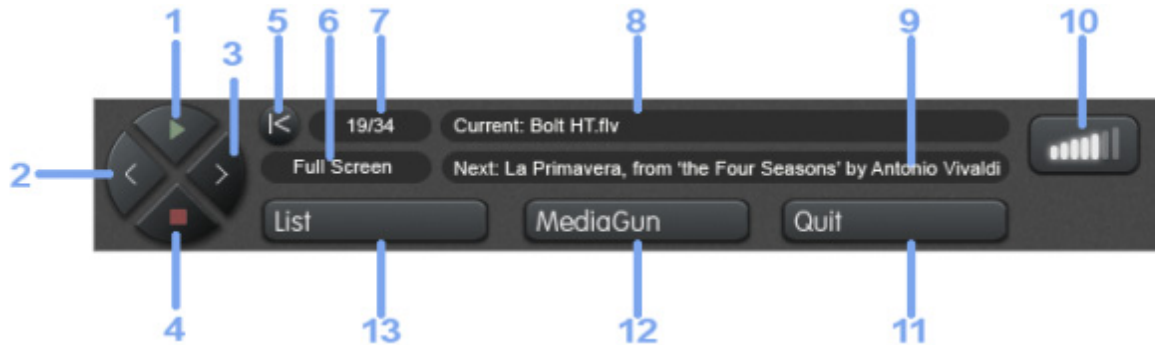 1 5 6 7 8 9 10
3
19/34 Current: Bolt HT.flv
2 Full Screen Next: La Primavera, from ‘the Four Seasons’ by Antonio Vivaldi
List MediaGun Quit
4 13 12 11